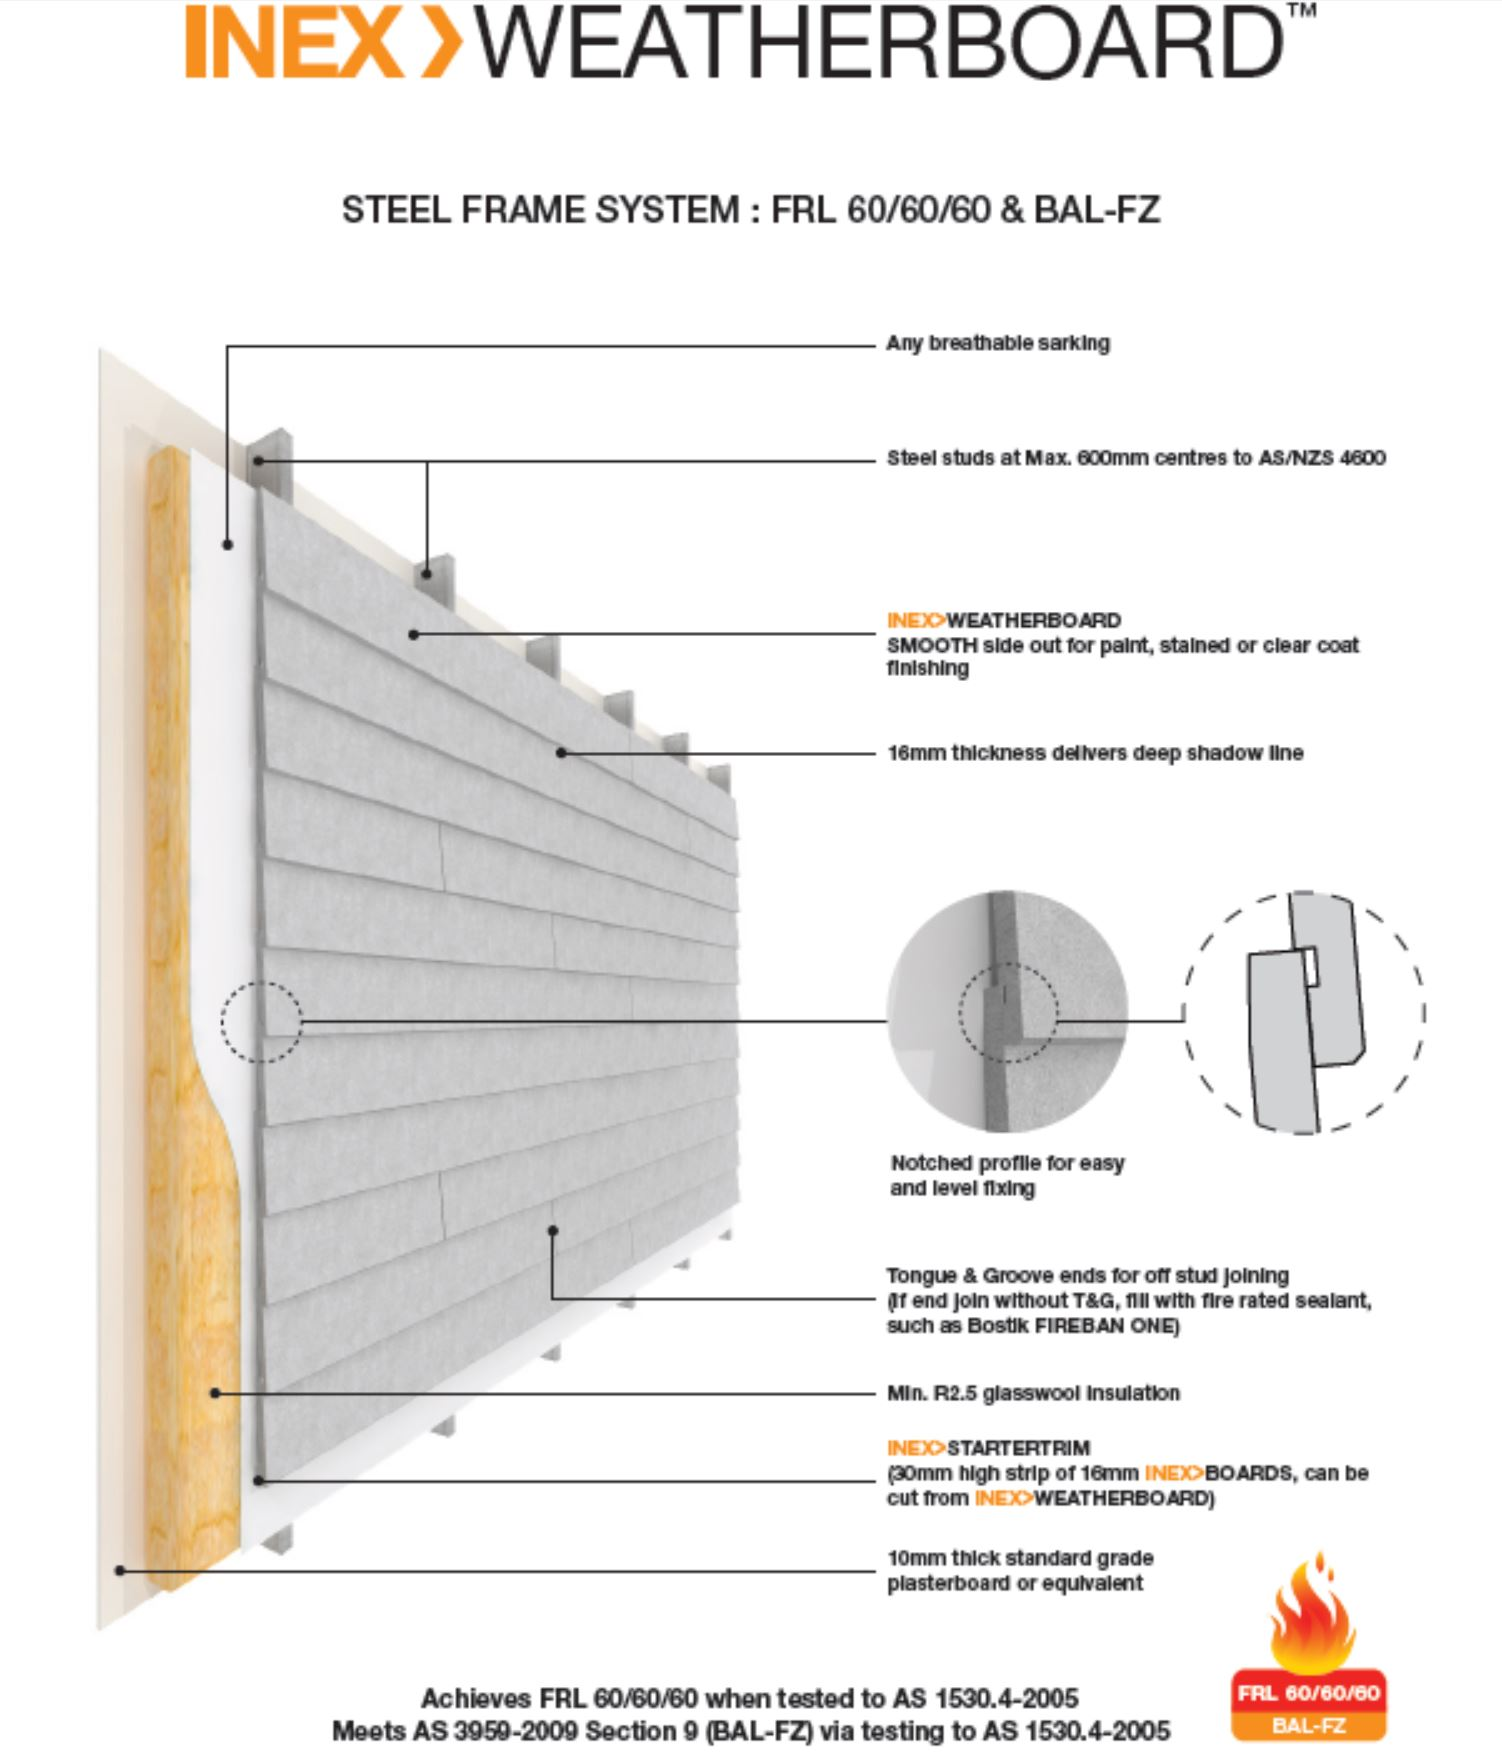 INEX>WEATHERBOARD™
STEEL FRAME SYSTEM : FRL 60/60/60 & BAL-FZ
Any breathable sarking
Steel studs at Max. 600mm centres to AS/NZS 4600
INEX>WEATHERBOARD
SMOOTH side out for paint, stained or clear coat
finishing
16mm thickness delivers deep shadow line
Notched profile for easy
and level fixing
Tongue & Groove ends for off stud joining
(If end join without T&G, fill with fire rated sealant,
such as Bostik FIREBAN ONE)
Min. R2.5 glasswool insulation
INEX>STARTERTRIM
(30mm high strip of 16mm INEX>BOARDS, can be
cut from INEX>WEATHERBOARD)
10mm thick standard grade
plasterboard or equivalent
FRL 60/60/60
BAL-FZ
Achieves FRL 60/60/60 when tested to AS 1530.4-2005
Meets AS 3959-2009 Section 9 (BAL-FZ) via testing to AS 1530.4-2005